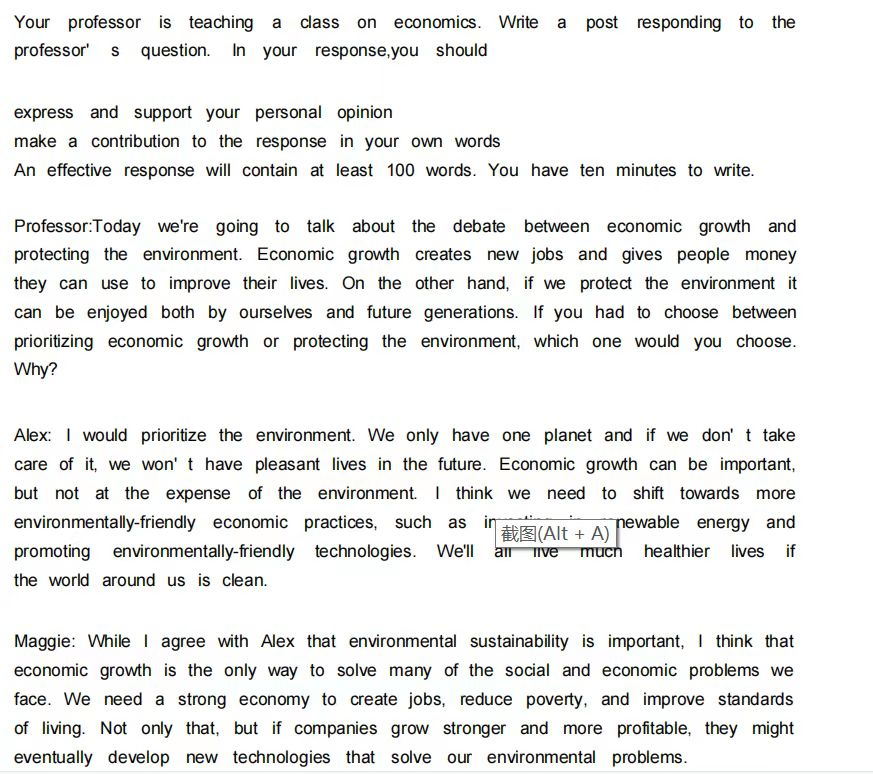 Your professor is teaching a class on economics. Write a post responding to the
professor' s question. In your response,you should
express and support your personal opinion
make a contribution to the response in your own words
An effective response will contain at least 100 words. You have ten minutes to write.
Professor:Today we're going to talk about the debate between economic growth and
protecting the environment. Economic growth creates new jobs and gives people money
they can use to improve their lives. On the other hand, if we protect the environment it
can be enjoyed both by ourselves and future generations. If you had to choose between
prioritizing economic growth or protecting the environment, which one would you choose.
Why?
Alex: I would prioritize the environment. We only have one planet and if we don' t take
care of it, we won' t have pleasant lives in the future. Economic growth can be important,
but not at the expense of the environment. I think we need to shift towards more
environmentally-friendly economic practices, such as energy and
截图(Alt + A)
promoting environmentally-friendly technologies. We'll all live much healthier lives if
the world around us is clean.
Maggie: While I agree with Alex that environmental sustainability is important, I think that
economic growth is the only way to solve many of the social and economic problems we
face. We need a strong economy to create jobs, reduce poverty, and improve standards
of living. Not only that, but if companies grow stronger and more profitable, they might
eventually develop new technologies that solve our environmental problems.